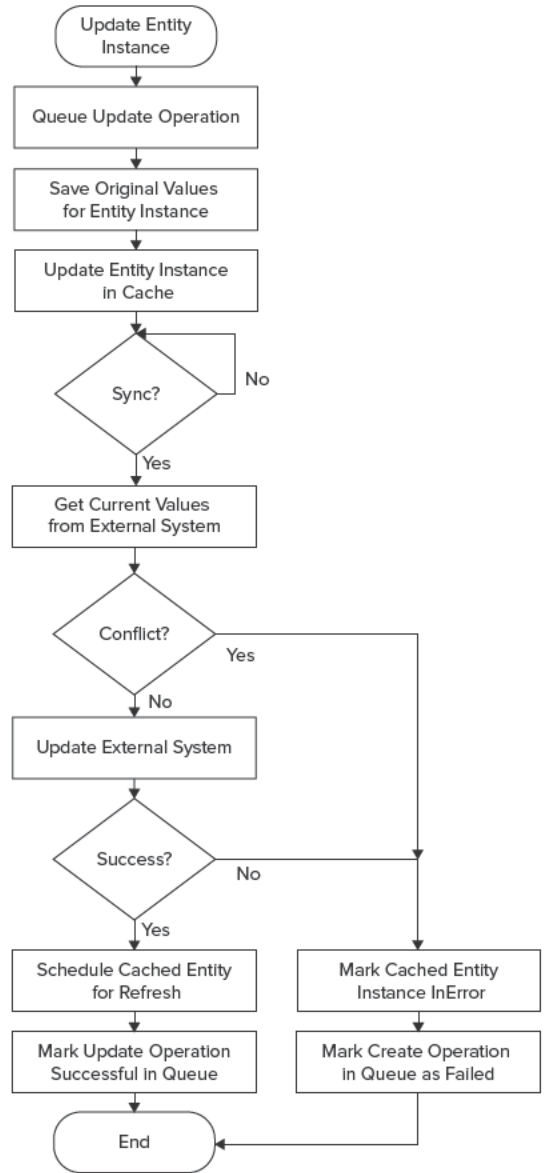 Update Entity
Instance
Queue Update Operation
Save Original Values
for Entity Instance
Update Entity Instance
in Cache
Sync?
No
Yes
Get Current Values
from External System
Conflict?
Yes
No
Update External System
Success?
No
Yes
Schedule Cached Entity
for Refresh
Mark Cached Entity
Instance InError
Mark Update Operation
Successful in Queue
Mark Create Operation
in Queue as Failed
End